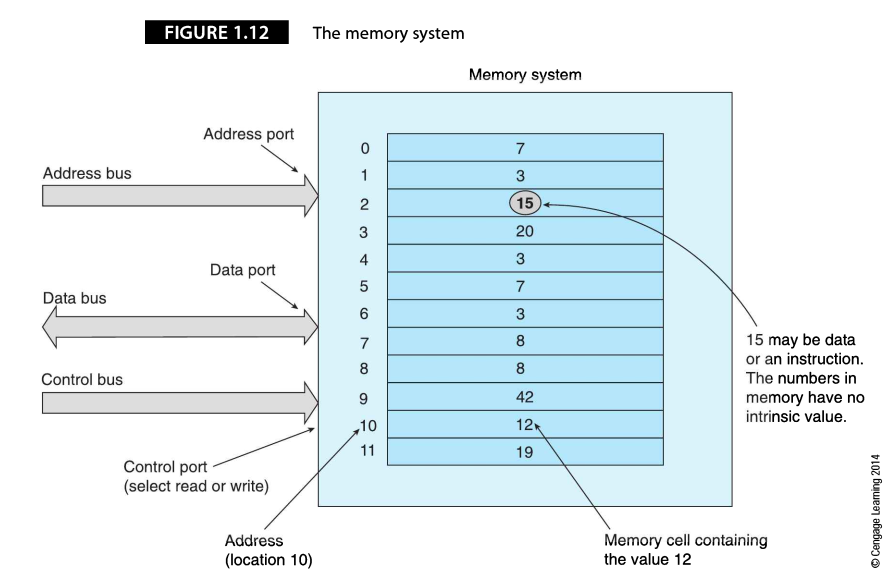 FIGURE 1.12 The memory system
Memory system
Address port
Address bus
Data port
Data bus
Control bus
Control port
(select read or write)
0 7
1 3
2 15
3 20
4 3
5 7
6 3
7 8
8 8
9 42
10 12
11 19
15 may be data
or an instruction.
The numbers in
memory have no
intrinsic value.
Address
(location 10)
Memory cell containing
the value 12
© Cengage Learning 2014